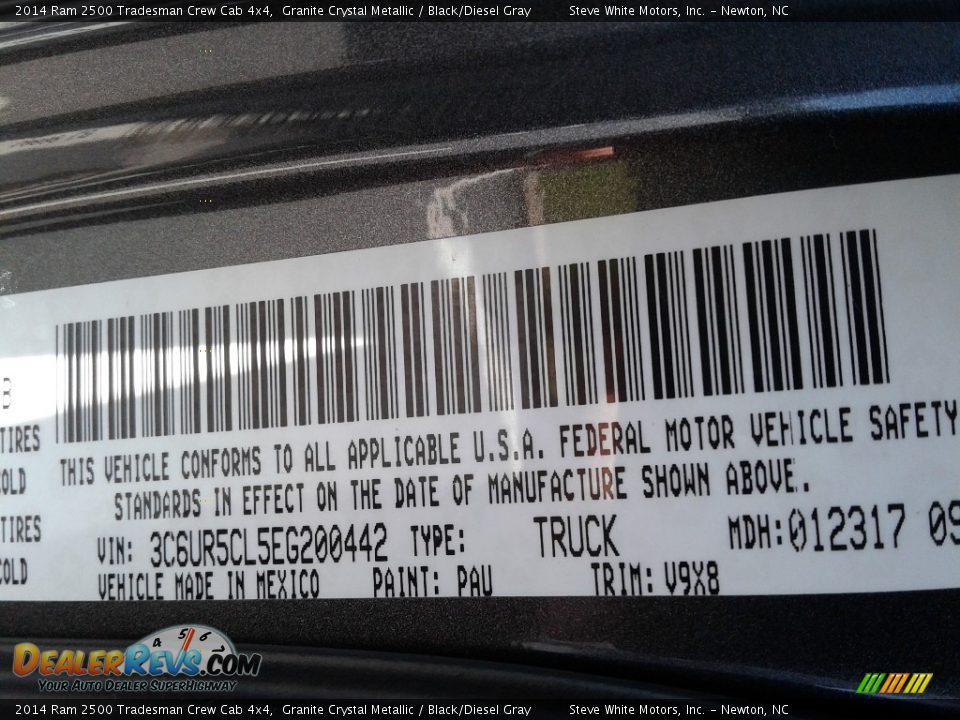 2014 Ram 2500 Tradesman Crew Cab 4x4, Granite Crystal Metallic / Black/Diesel Gray Steve White Motors, Inc. - Newton, NC
B
TIRES
COLD
TIRES
COLD
THIS VEHICLE CONFORMS TO ALL APPLICABLE U.S.A. FEDERAL MOTOR VEHICLE SAFETY
STANDARDS IN EFFECT ON THE DATE OF MANUFACTURE SHOWN ABOVE.
VIN: 3C6UR5CL5EG200442 TYPE: TRUCK MDH: 012317 09
VEHICLE MADE IN MEXICO PAINT: PAU TRIM: V9X8
4 5 6
DEALERREVS.COM
YOUR AUTO DEALER SUPERHIGHWAY
2014 Ram 2500 Tradesman Crew Cab 4x4, Granite Crystal Metallic / Black/Diesel Gray Steve White Motors, Inc. - Newton, NC